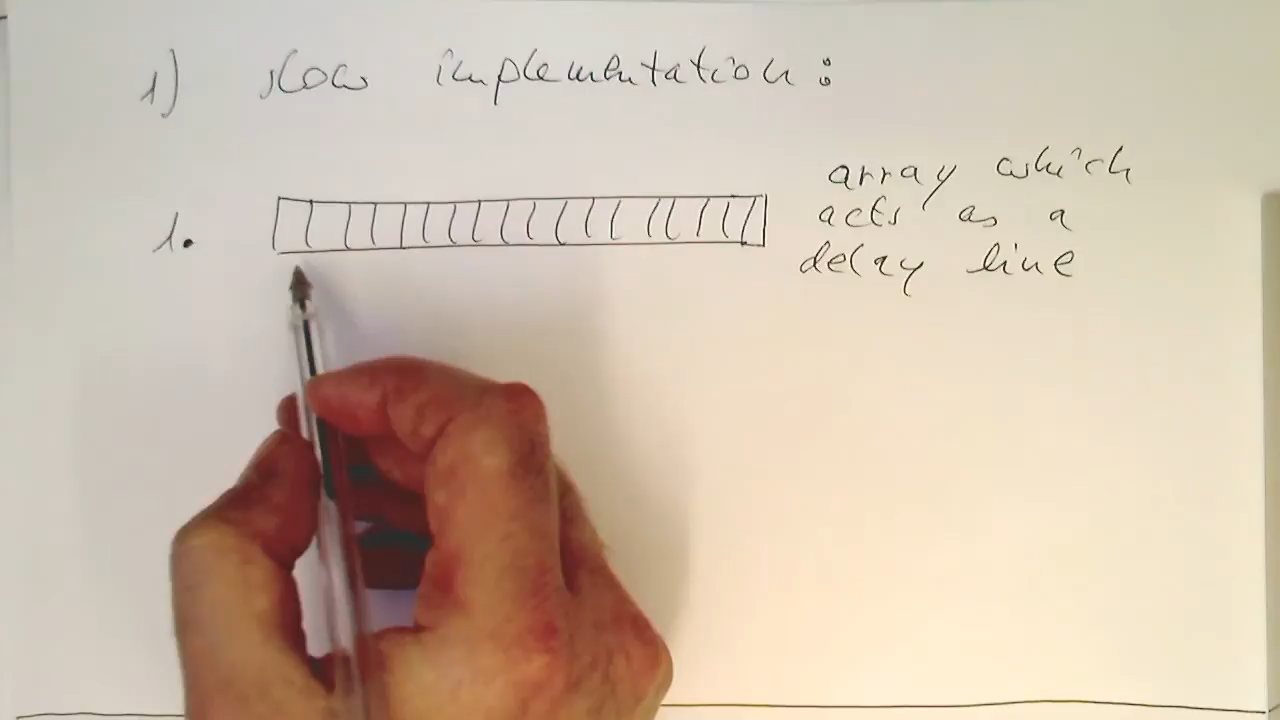 1) slow implementation:
1.
array which
acts as a
delay line